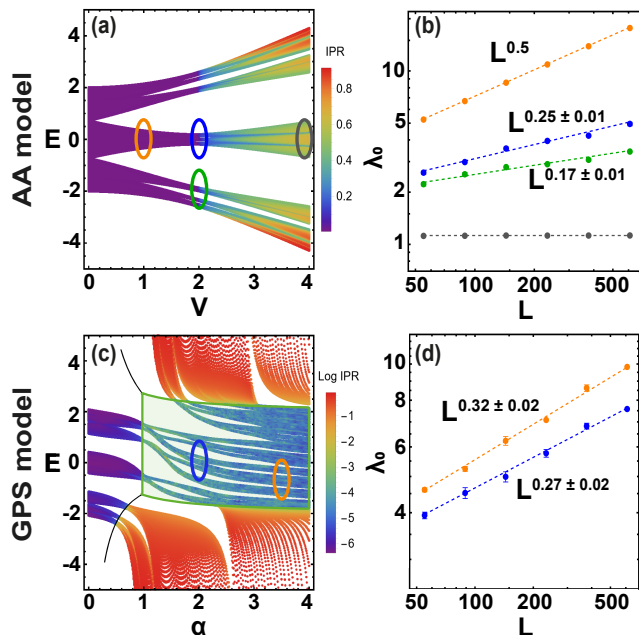 (a)
IPR
0.8
0.6
0.4
0.2
AA model
E
4
2
0
-2
-4
0 1 2 3 4
V
(b)
λ₀
10
5
2
1
L^0.5
L^0.25 ± 0.01
L^0.17 ± 0.01
50 100 200 500
L
(c)
Log IPR
-1
-2
-3
-4
-5
-6
GPS model
E
4
2
0
-2
-4
0 1 2 3 4
α
(d)
λ₀
10
8
6
4
L^0.32 ± 0.02
L^0.27 ± 0.02
50 100 200 500
L